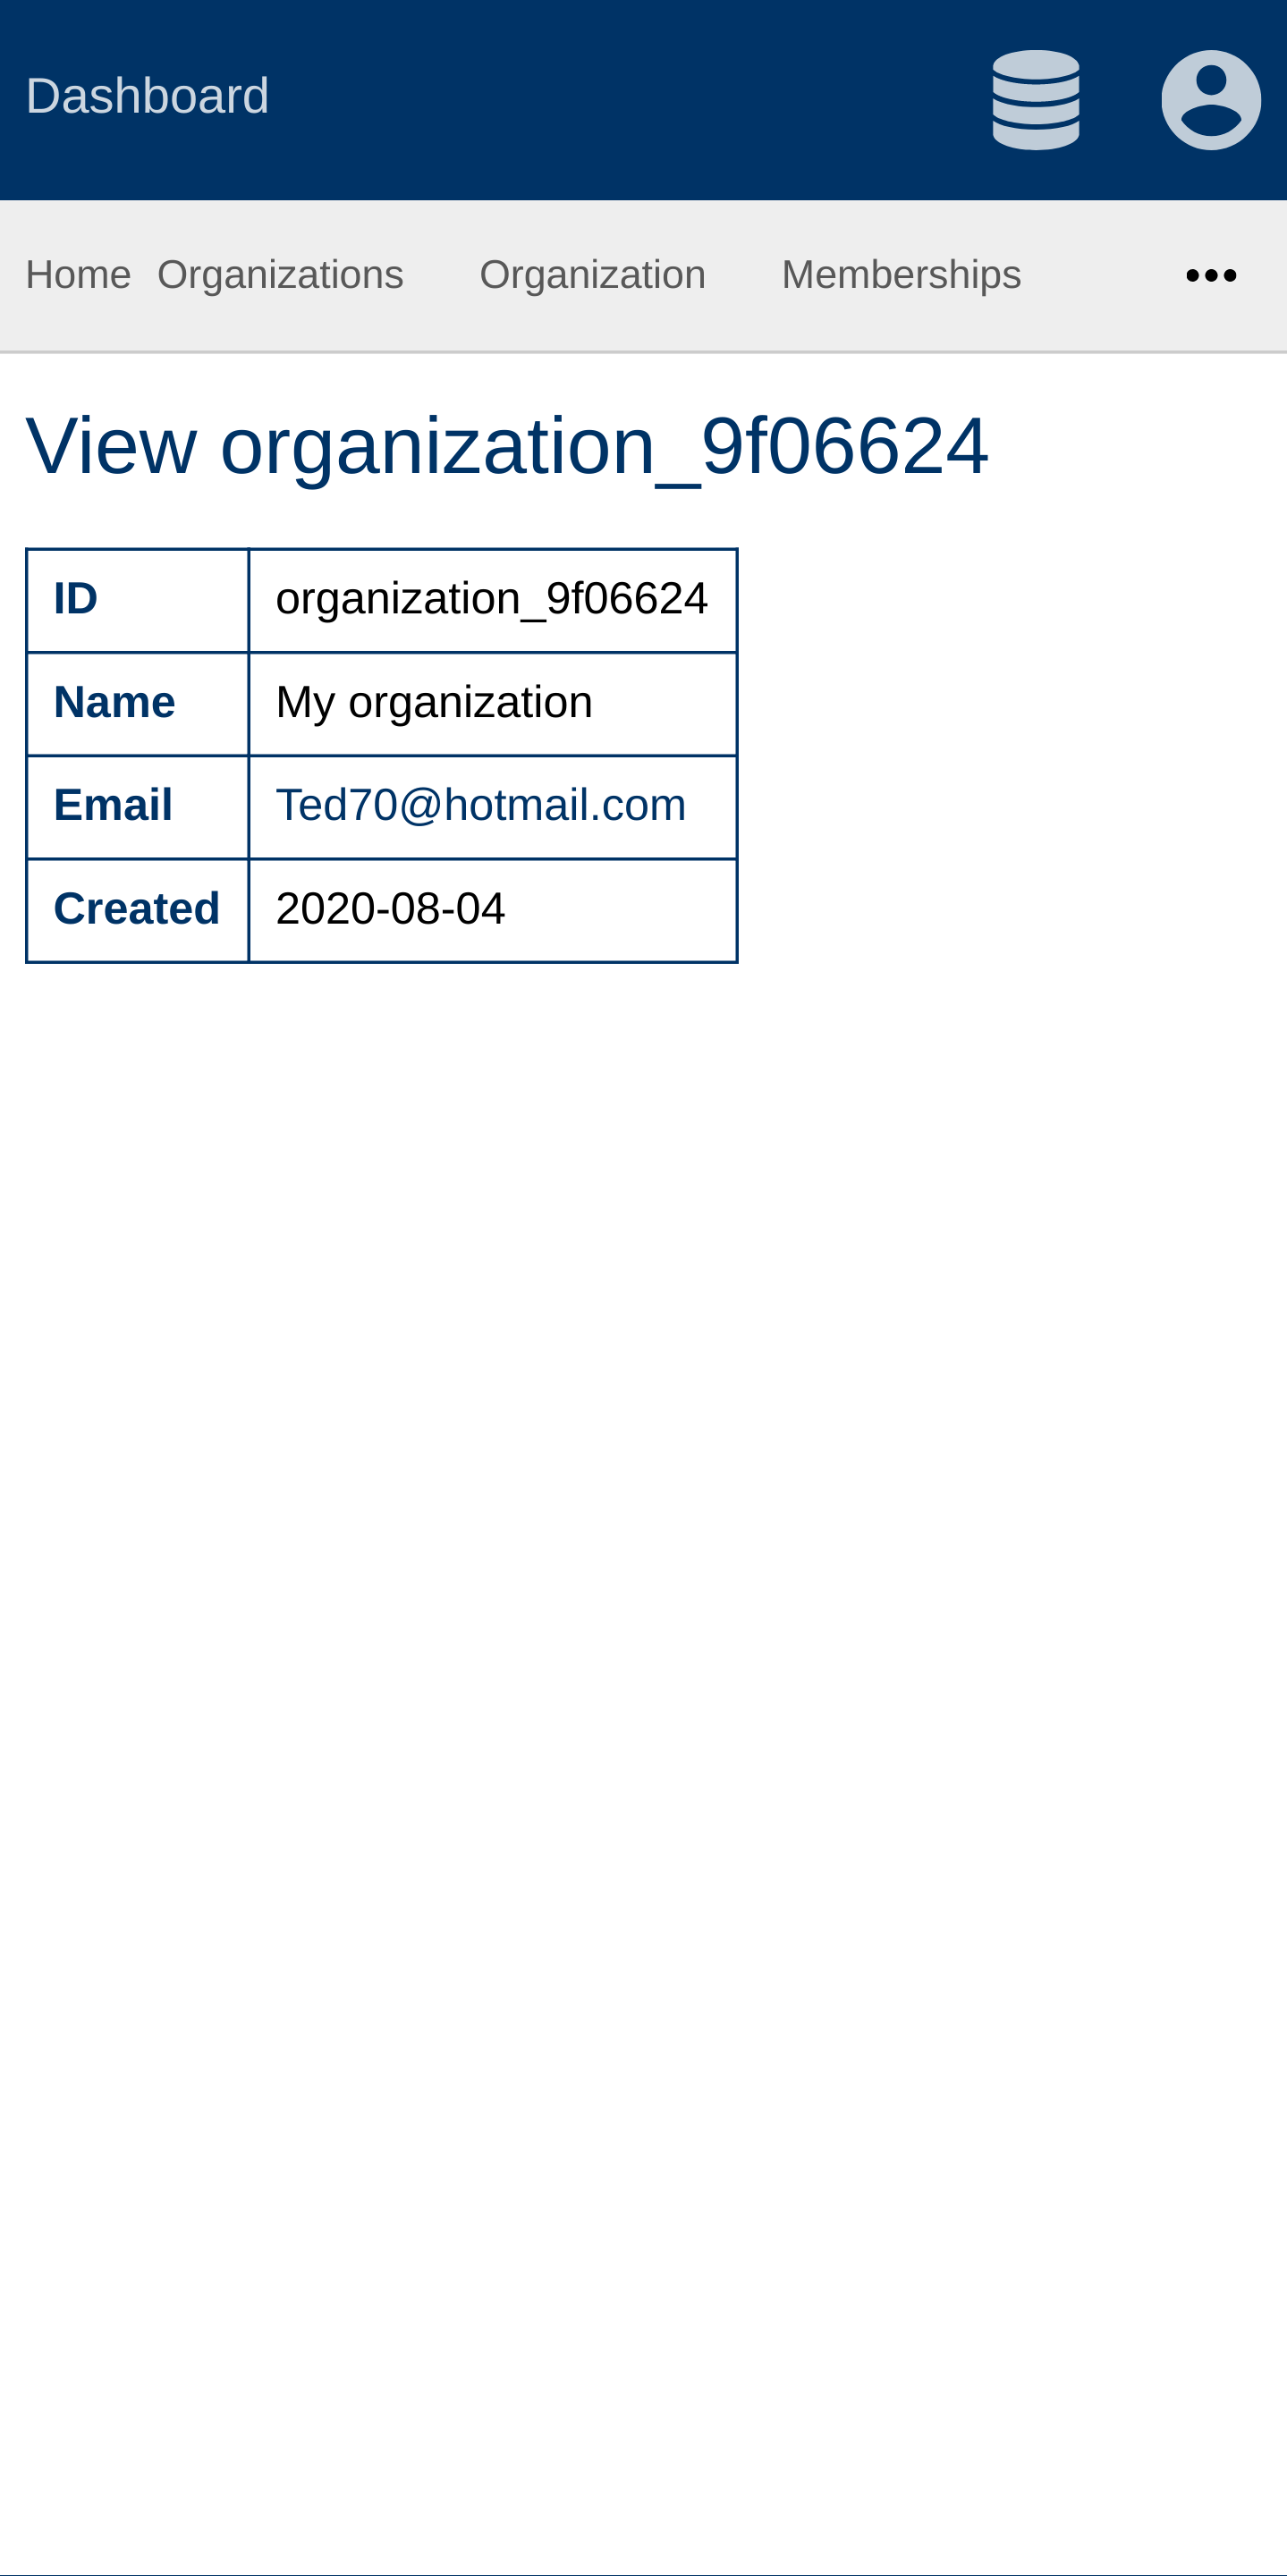 Dashboard
Home Organizations Organization Memberships •••
View organization_9f06624
ID organization_9f06624
Name My organization
Email Ted70@hotmail.com
Created 2020-08-04